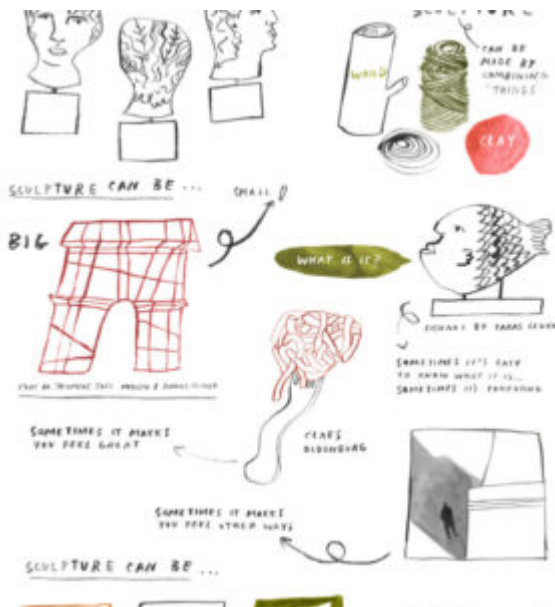 SCULPTURE
CAN BE
MADE BY
COMBINING
"THINGS"
WOOD
CLAY
SCULPTURE CAN BE ...
SMALL
BIG
WHAT IS IT?
SOMETIMES IT'S EASY
TO KNOW WHAT IT IS...
SOMETIMES IT'S CONFUSING
SOMETIMES IT MAKES
YOU FEEL GREAT
CLAES
OLDENBURG
SOMETIMES IT MAKES
YOU FEEL OTHER WAYS
SCULPTURE CAN BE ...